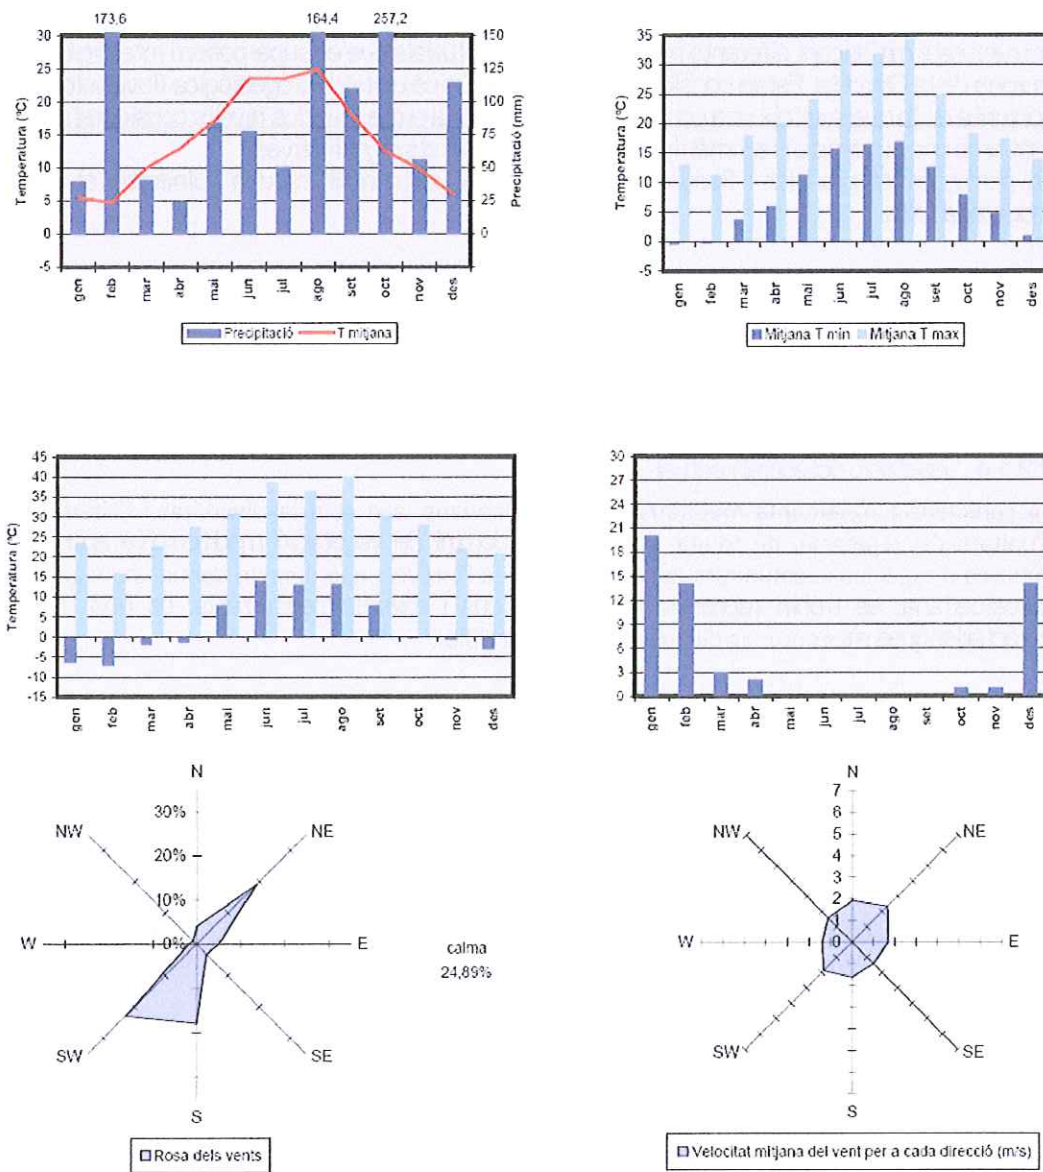 173,6 164,4 257,2
Temperatura (ºC)
30
25
20
15
10
5
0
-5
150
125
100
75
50
25
0
Precipitació (mm)
gen feb mar abr mai jun jul ago set oct nov des
Precipitació T mitjana
Temperatura (ºC)
35
30
25
20
15
10
5
0
-5
gen feb mar abr mai jun jul ago set oct nov des
Mitjana T min Mitjana T max
Temperatura (ºC)
45
40
35
30
25
20
15
10
5
0
-5
-10
-15
gen feb mar abr mai jun jul ago set oct nov des
30
27
24
21
18
15
12
9
6
3
0
gen feb mar abr mai jun jul ago set oct nov des
N
NE
E
SE
S
SW
W
NW
30%
20%
10%
0%
calma
24,89%
Rosa dels vents
N
NE
E
SE
S
SW
W
NW
7
6
5
4
3
2
1
0
Velocitat mitjana del vent per a cada direcció (m/s)